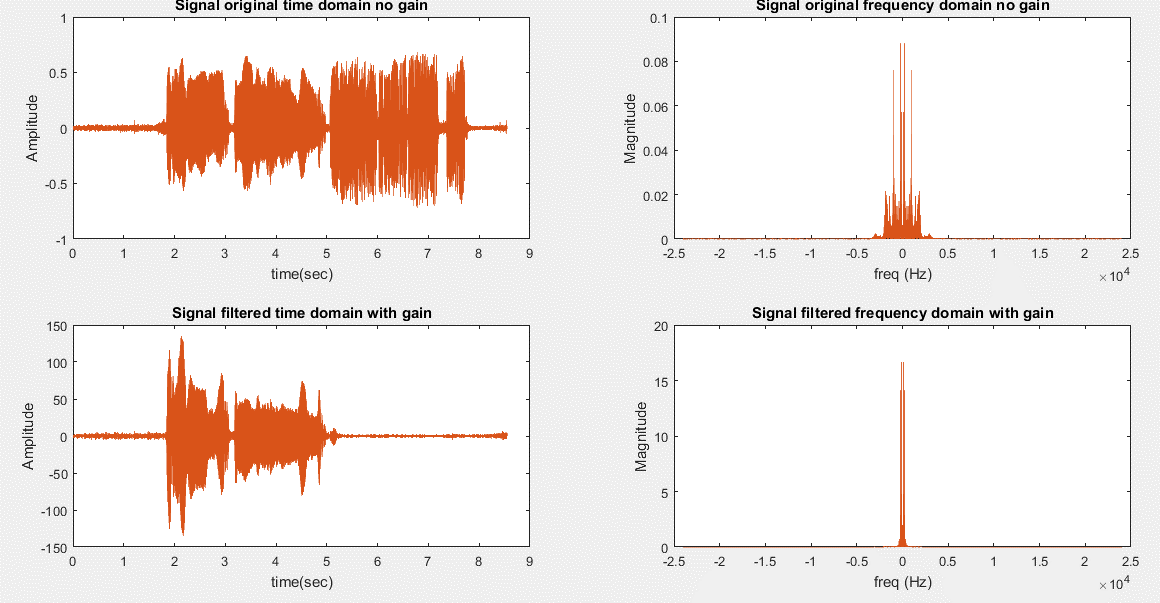 Signal original time domain no gain
1
0.5
0
-0.5
-1
Amplitude
0 1 2 3 4 5 6 7 8 9
time(sec)
Signal original frequency domain no gain
0.1
0.08
0.06
0.04
0.02
0
Magnitude
-2.5 -2 -1.5 -1 -0.5 0 0.5 1 1.5 2 2.5
freq (Hz)
×10⁴
Signal filtered time domain with gain
150
100
50
0
-50
-100
-150
Amplitude
0 1 2 3 4 5 6 7 8 9
time(sec)
Signal filtered frequency domain with gain
20
15
10
5
0
Magnitude
-2.5 -2 -1.5 -1 -0.5 0 0.5 1 1.5 2 2.5
freq (Hz)
×10⁴